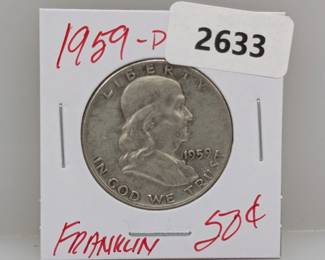 1959-D
2633
LIBERTY
1959
IN GOD WE TRUST
FRANKLIN 50¢